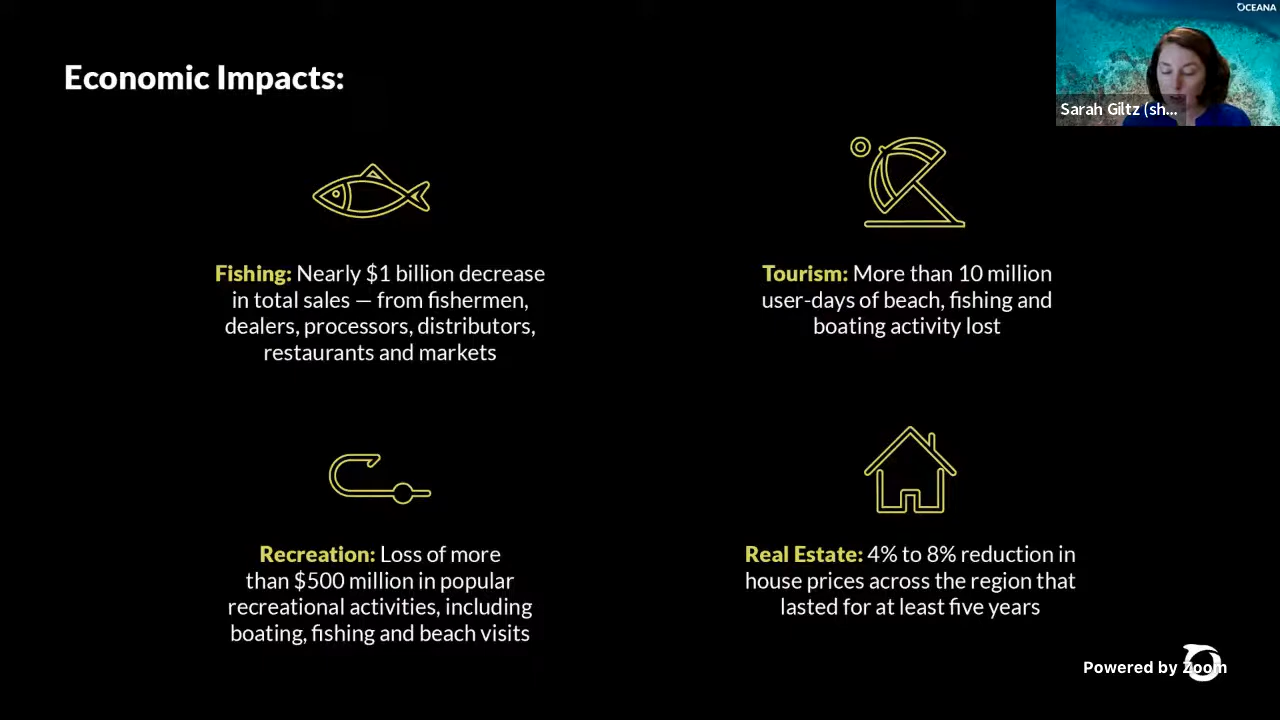 OCEANA
Economic Impacts:
Sarah Giltz (sh...
Fishing: Nearly $1 billion decrease
in total sales — from fishermen,
dealers, processors, distributors,
restaurants and markets
Tourism: More than 10 million
user-days of beach, fishing and
boating activity lost
Recreation: Loss of more
than $500 million in popular
recreational activities, including
boating, fishing and beach visits
Real Estate: 4% to 8% reduction in
house prices across the region that
lasted for at least five years
Powered by Zoom